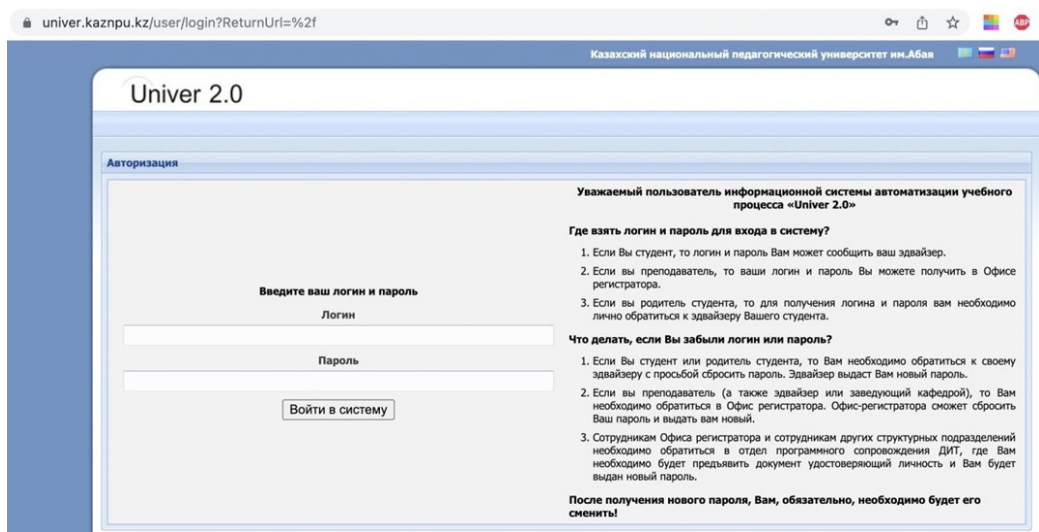 univer.kaznpu.kz/user/login?ReturnUrl=%2f
ABP
Казахский национальный педагогический университет им.Абая
Univer 2.0
Авторизация
Введите ваш логин и пароль
Логин
Пароль
Войти в систему
Уважаемый пользователь информационной системы автоматизации учебного
процесса «Univer 2.0»
Где взять логин и пароль для входа в систему?
1. Если Вы студент, то логин и пароль Вам может сообщить ваш эдвайзер.
2. Если вы преподаватель, то ваши логин и пароль Вы можете получить в Офисе
регистратора.
3. Если вы родитель студента, то для получения логина и пароля вам необходимо
лично обратиться к эдвайзеру Вашего студента.
Что делать, если Вы забыли логин или пароль?
1. Если Вы студент или родитель студента, то Вам необходимо обратиться к своему
эдвайзеру с просьбой сбросить пароль. Эдвайзер выдаст Вам новый пароль.
2. Если вы преподаватель (а также эдвайзер или заведующий кафедрой), то Вам
необходимо обратиться в Офис регистратора. Офис-регистратора сможет сбросить
Ваш пароль и выдать вам новый.
3. Сотрудникам Офиса регистратора и сотрудникам других структурных подразделений
необходимо обратиться в отдел программного сопровождения ДИТ, где Вам
необходимо будет предъявить документ удостоверяющий личность и Вам будет
выдан новый пароль.
После получения нового пароля, Вам, обязательно, необходимо будет его
сменить!